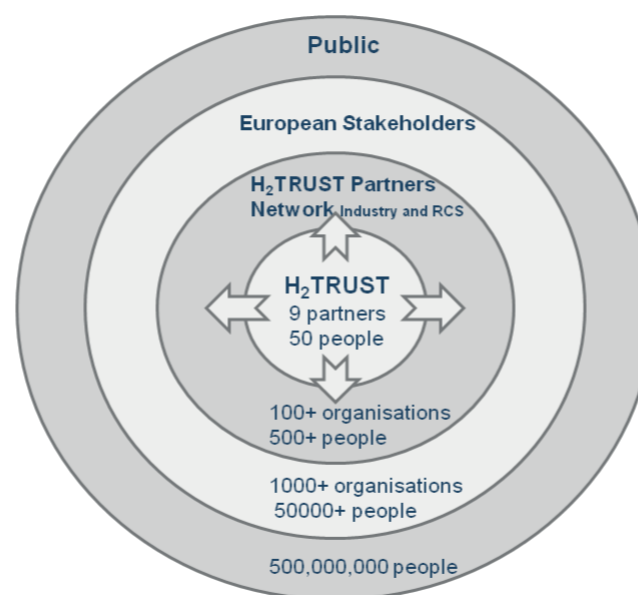 Public
European Stakeholders
H₂TRUST Partners
Network Industry and RCS
H₂TRUST
9 partners
50 people
100+ organisations
500+ people
1000+ organisations
50000+ people
500,000,000 people